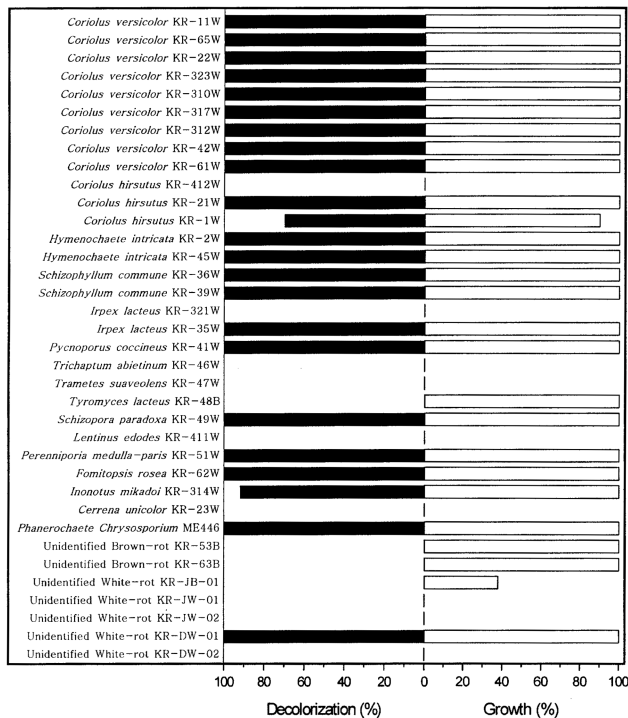 Coriolus versicolor KR-11W
Coriolus versicolor KR-65W
Coriolus versicolor KR-22W
Coriolus versicolor KR-323W
Coriolus versicolor KR-310W
Coriolus versicolor KR-317W
Coriolus versicolor KR-312W
Coriolus versicolor KR-42W
Coriolus versicolor KR-61W
Coriolus hirsutus KR-412W
Coriolus hirsutus KR-21W
Coriolus hirsutus KR-1W
Hymenochaete intricata KR-2W
Hymenochaete intricata KR-45W
Schizophyllum commune KR-36W
Schizophyllum commune KR-39W
Irpex lacteus KR-321W
Irpex lacteus KR-35W
Pycnoporus coccineus KR-41W
Trichaptum abietinum KR-46W
Trametes suaveolens KR-47W
Tyromyces lacteus KR-48B
Schizopora paradoxa KR-49W
Lentinus edodes KR-411W
Perenniporia medulla-paris KR-51W
Fomitopsis rosea KR-62W
Inonotus mikadoi KR-314W
Cerrena unicolor KR-23W
Phanerochaete Chrysosporium ME446
Unidentified Brown-rot KR-53B
Unidentified Brown-rot KR-63B
Unidentified White-rot KR-JB-01
Unidentified White-rot KR-JW-01
Unidentified White-rot KR-JW-02
Unidentified White-rot KR-DW-01
Unidentified White-rot KR-DW-02
100 80 60 40 20 0 20 40 60 80 100
Decolorization (%) Growth (%)